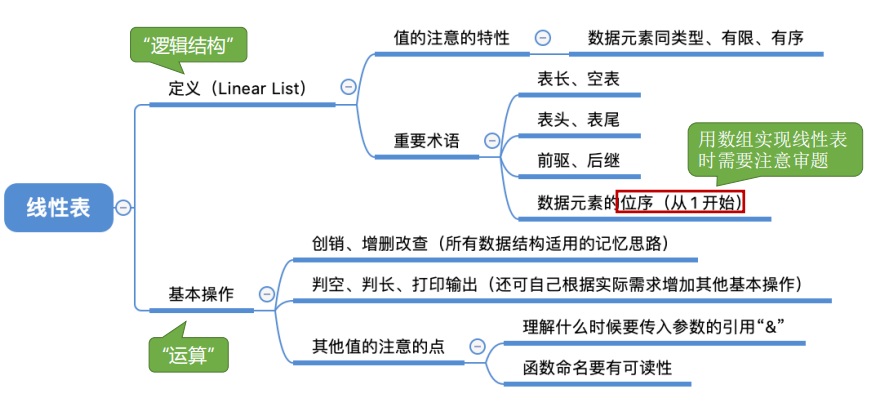 “逻辑结构”
值的注意的特性
数据元素同类型、有限、有序
定义（Linear List）
表长、空表
重要术语
表头、表尾
前驱、后继
用数组实现线性表
时需要注意审题
数据元素的位序（从1开始）
线性表
创销、增删改查（所有数据结构适用的记忆思路）
基本操作
判空、判长、打印输出（还可自己根据实际需求增加其他基本操作）
“运算”
其他值的注意的点
理解什么时候要传入参数的引用“&”
函数命名要有可读性